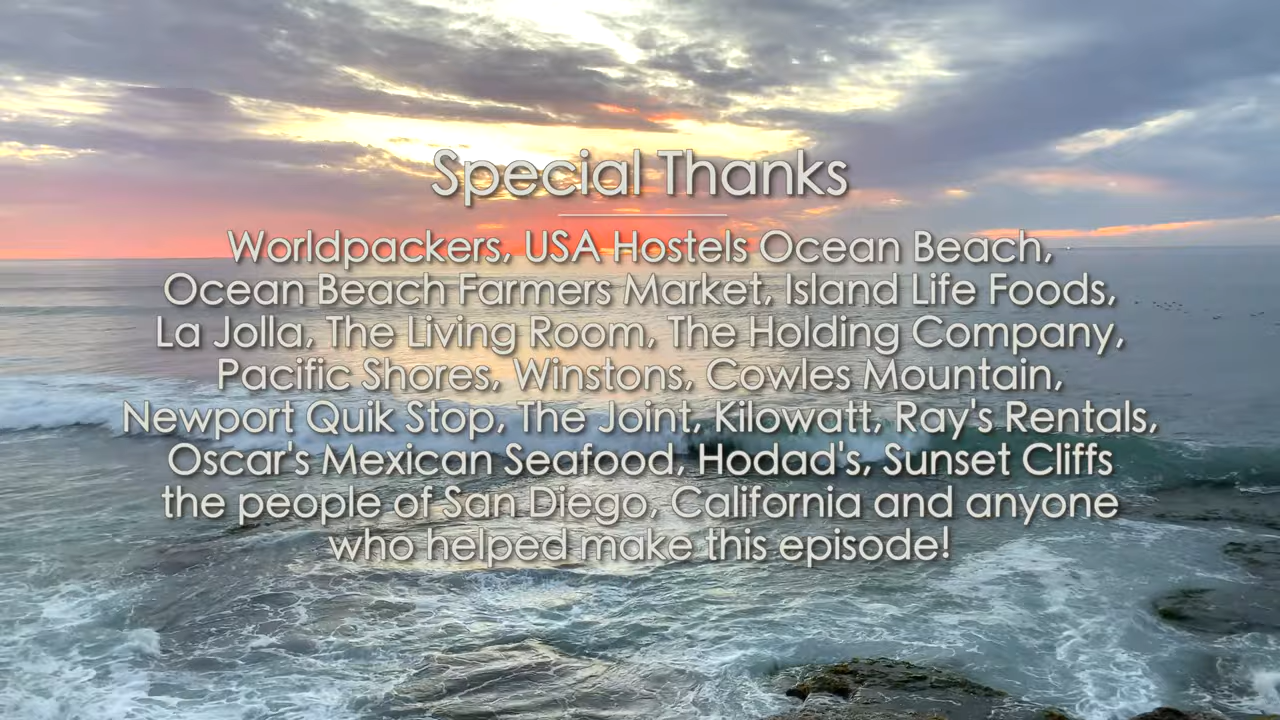 Special Thanks
Worldpackers, USA Hostels Ocean Beach,
Ocean Beach Farmers Market, Island Life Foods,
La Jolla, The Living Room, The Holding Company,
Pacific Shores, Winstons, Cowles Mountain,
Newport Quik Stop, The Joint, Kilowatt, Ray's Rentals,
Oscar's Mexican Seafood, Hodad's, Sunset Cliffs
the people of San Diego, California and anyone
who helped make this episode!